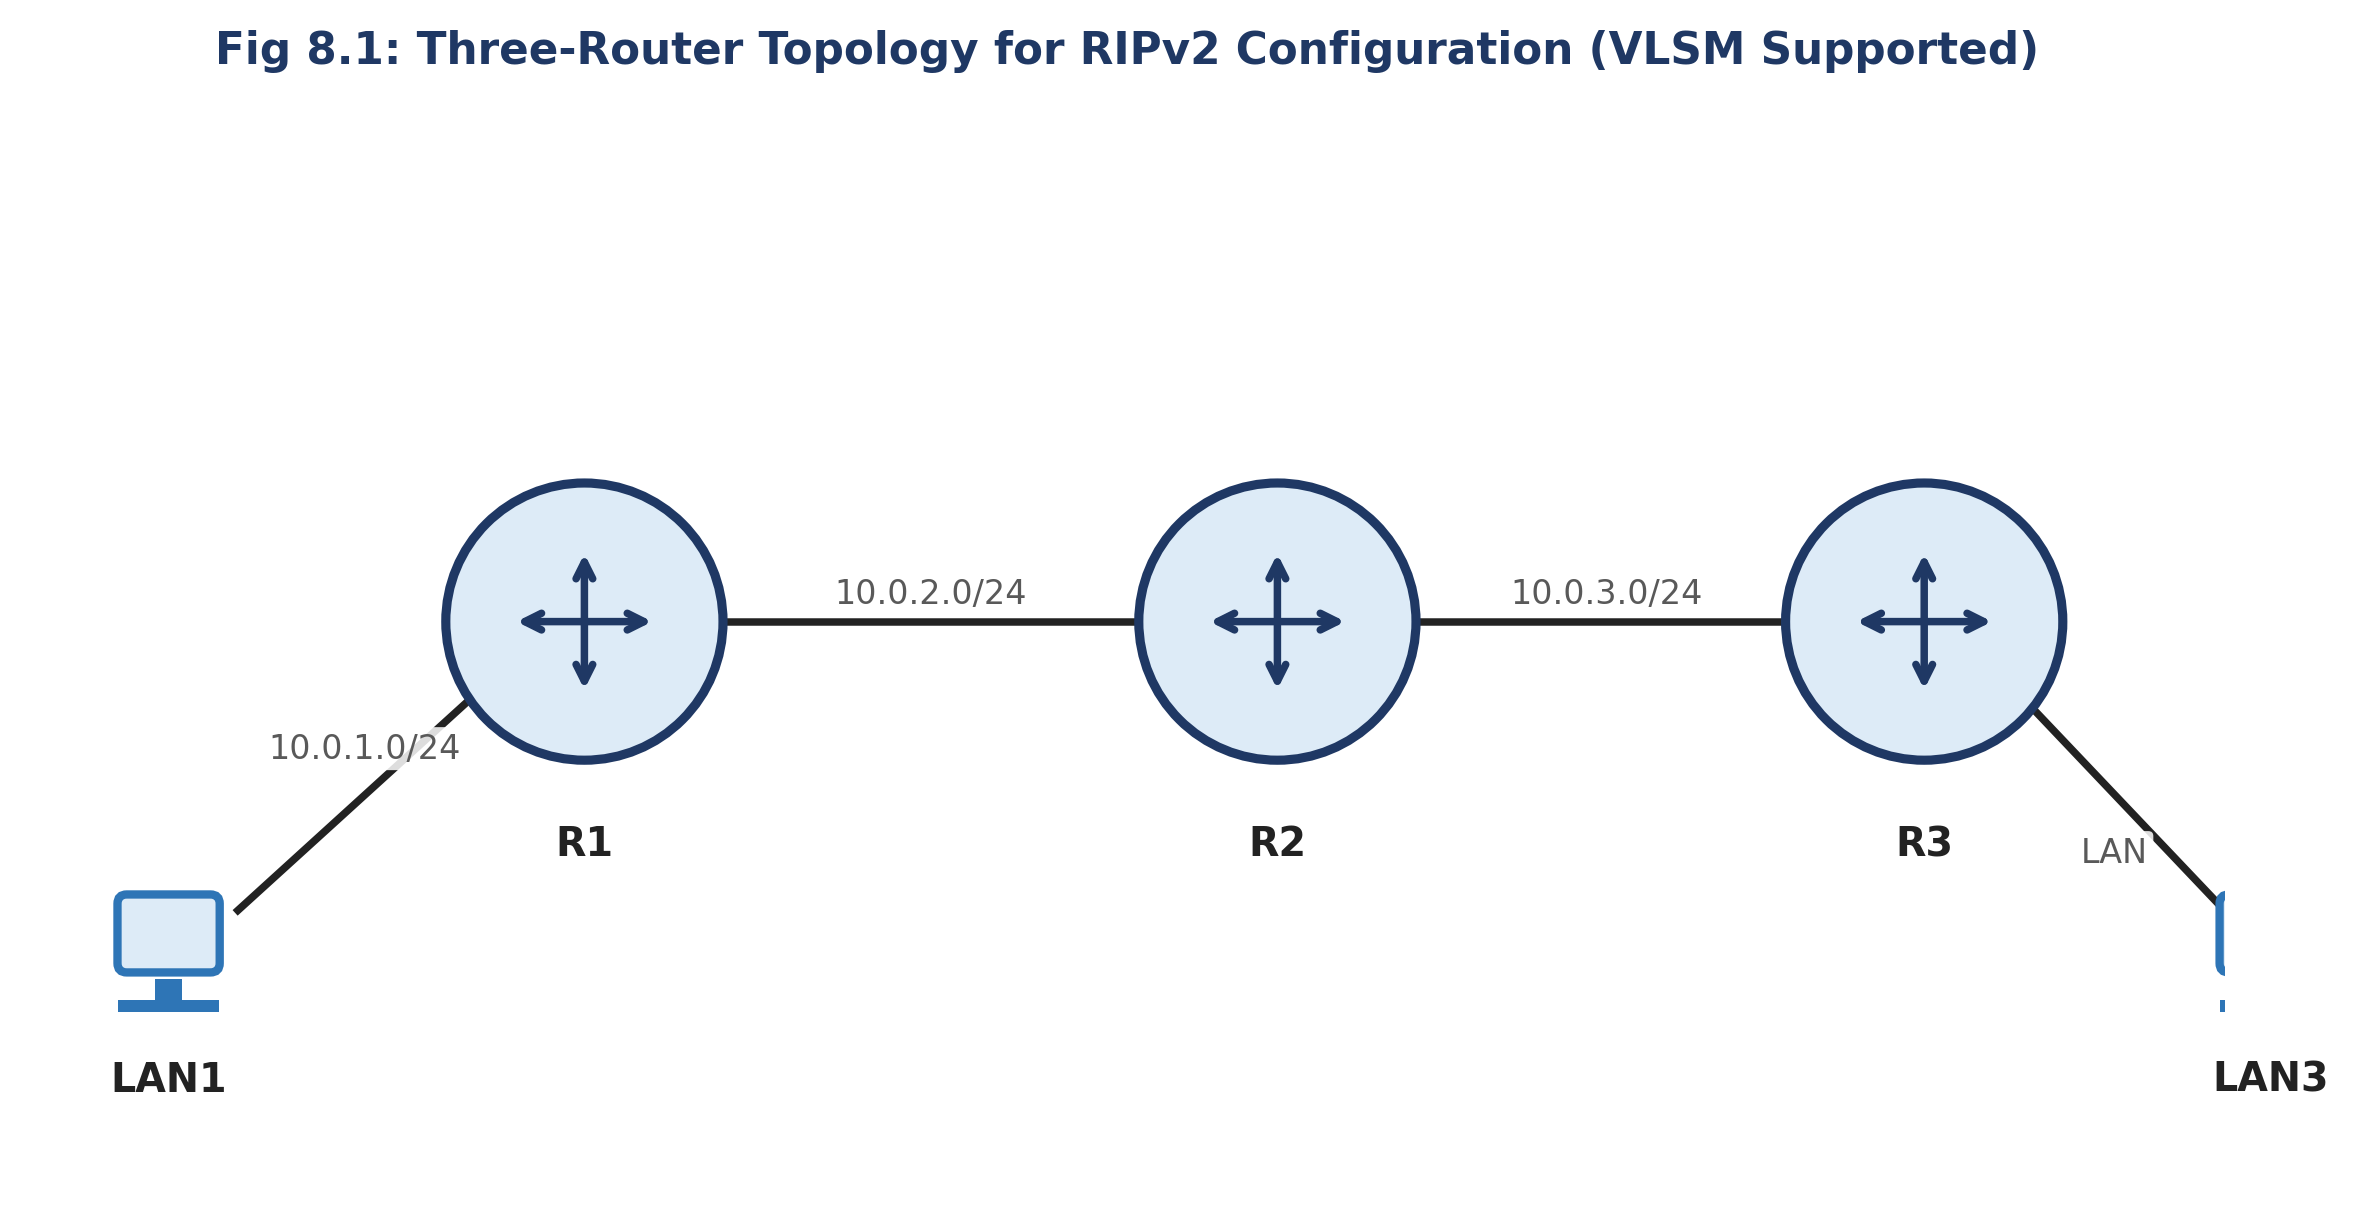 Fig 8.1: Three-Router Topology for RIPv2 Configuration (VLSM Supported)
10.0.2.0/24
10.0.3.0/24
10.0.1.0/24
R1
R2
R3
LAN
LAN1
LAN3